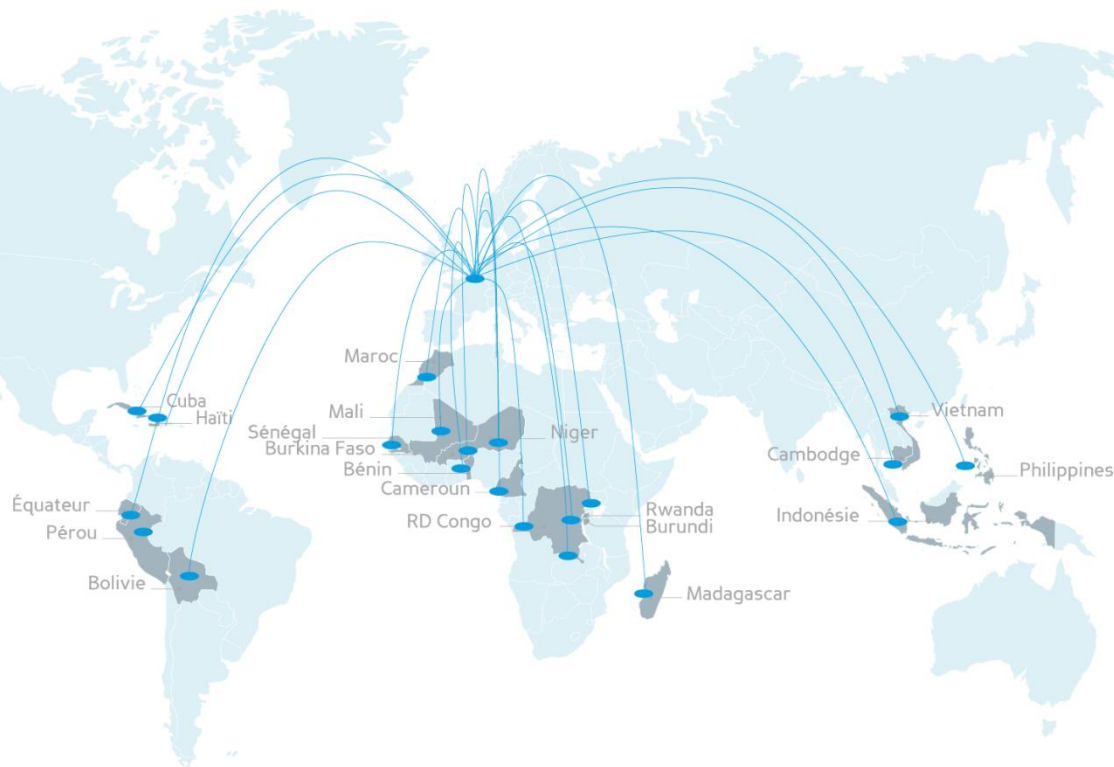 Maroc
Cuba
Haïti
Mali
Sénégal
Burkina Faso
Niger
Bénin
Cameroun
Vietnam
Cambodge
Philippines
Équateur
Pérou
Bolivie
RD Congo
Rwanda
Burundi
Indonésie
Madagascar